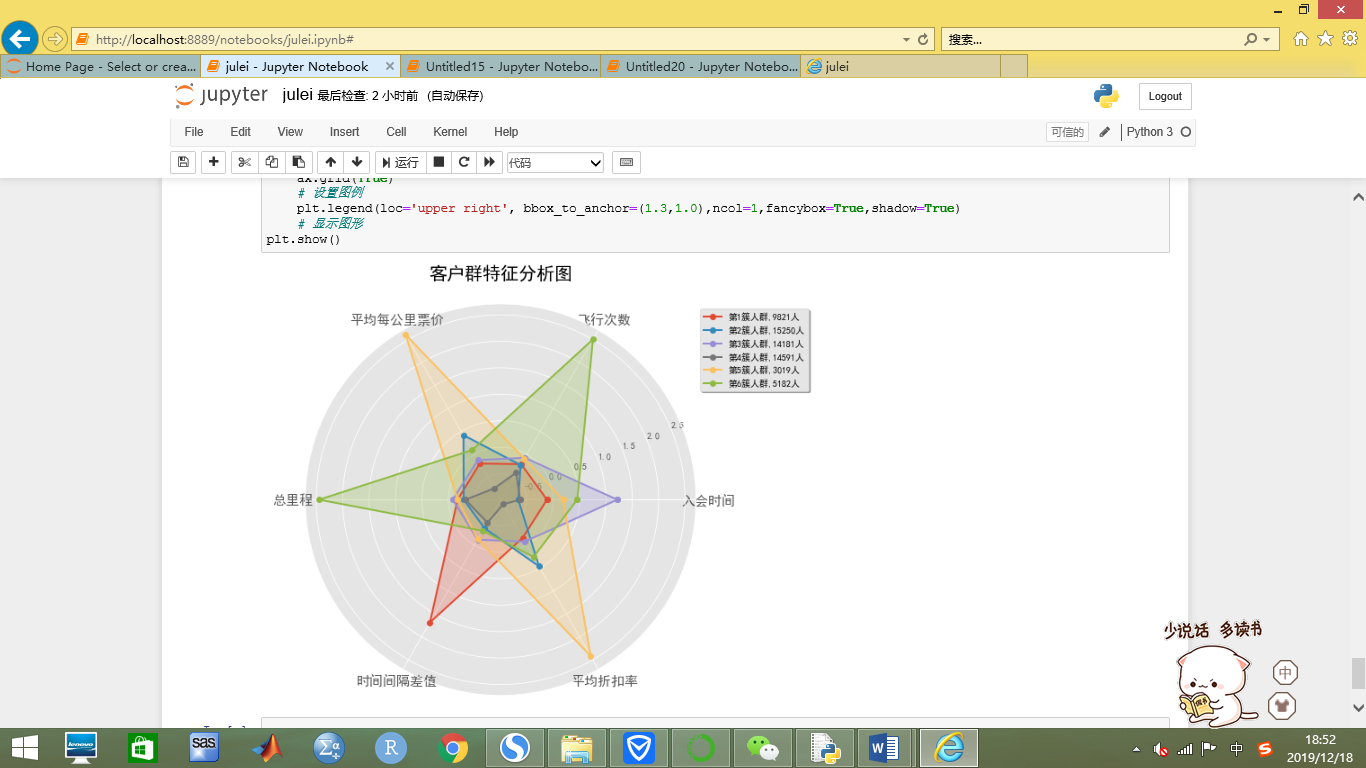 http://localhost:8889/notebooks/julei.ipynb#
搜索...
Home Page - Select or crea...
julei - Jupyter Notebook
Untitled15 - Jupyter Notebo...
Untitled20 - Jupyter Notebo...
julei
jupyter julei 最后检查: 2 小时前 (自动保存)
Logout
File Edit View Insert Cell Kernel Help
可信的 Python 3
运行 代码
ax.grid(True)
# 设置图例
plt.legend(loc='upper right', bbox_to_anchor=(1.3,1.0),ncol=1,fancybox=True,shadow=True)
# 显示图形
plt.show()
客户群特征分析图
平均每公里票价
飞行次数
第1簇人群, 9821人
第2簇人群, 15250人
第3簇人群, 14181人
第4簇人群, 14591人
第5簇人群, 3019人
第6簇人群, 5182人
2.5
2.0
1.5
1.0
0.5
0.0
-0.5
总里程
入会时间
时间间隔差值
平均折扣率
少说话 多读书
中
sas
R
W
中
18:52
2019/12/18